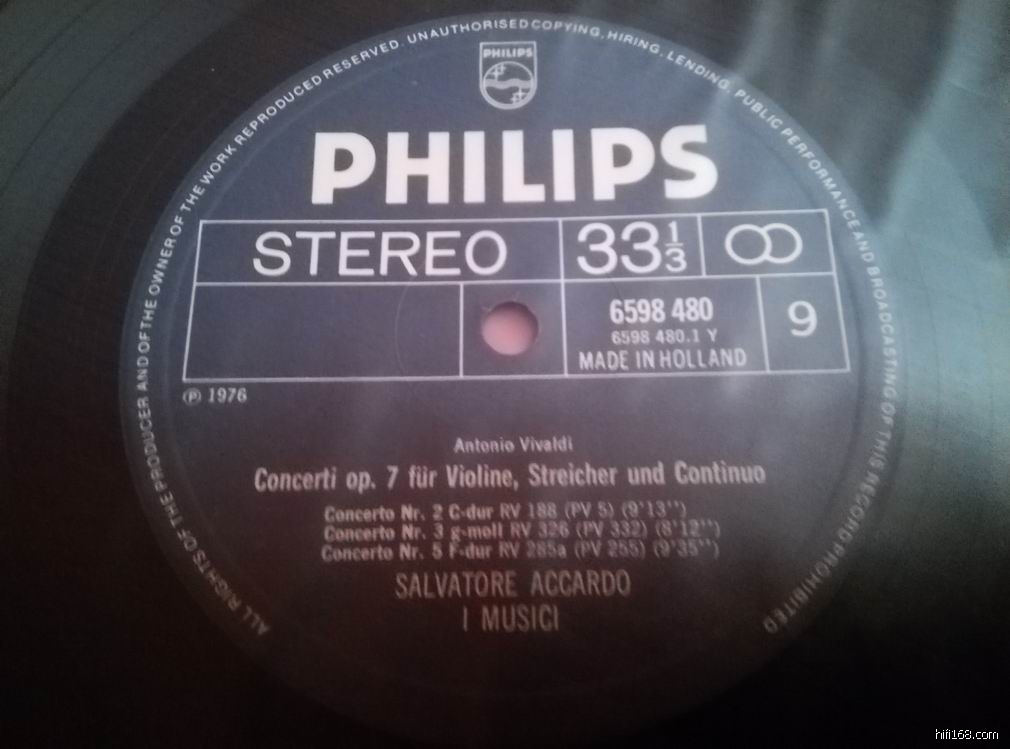 ALL RIGHTS OF THE PRODUCER AND OF THE OWNER OF THE WORK REPRODUCED RESERVED. UNAUTHORISED COPYING, HIRING, LENDING, PUBLIC PERFORMANCE AND BROADCASTING OF THIS RECORD PROHIBITED
PHILIPS
PHILIPS
STEREO 33 1/3
6598 480 9
6598 480.1 Y
MADE IN HOLLAND
℗ 1976
Antonio Vivaldi
Concerti op. 7 für Violine, Streicher und Continuo
Concerto Nr. 2 C-dur RV 188 (PV 5) (9'13'')
Concerto Nr. 3 g-moll RV 326 (PV 332) (8'12'')
Concerto Nr. 5 F-dur RV 285a (PV 255) (9'35'')
SALVATORE ACCARDO
I MUSICI
hifi168.com